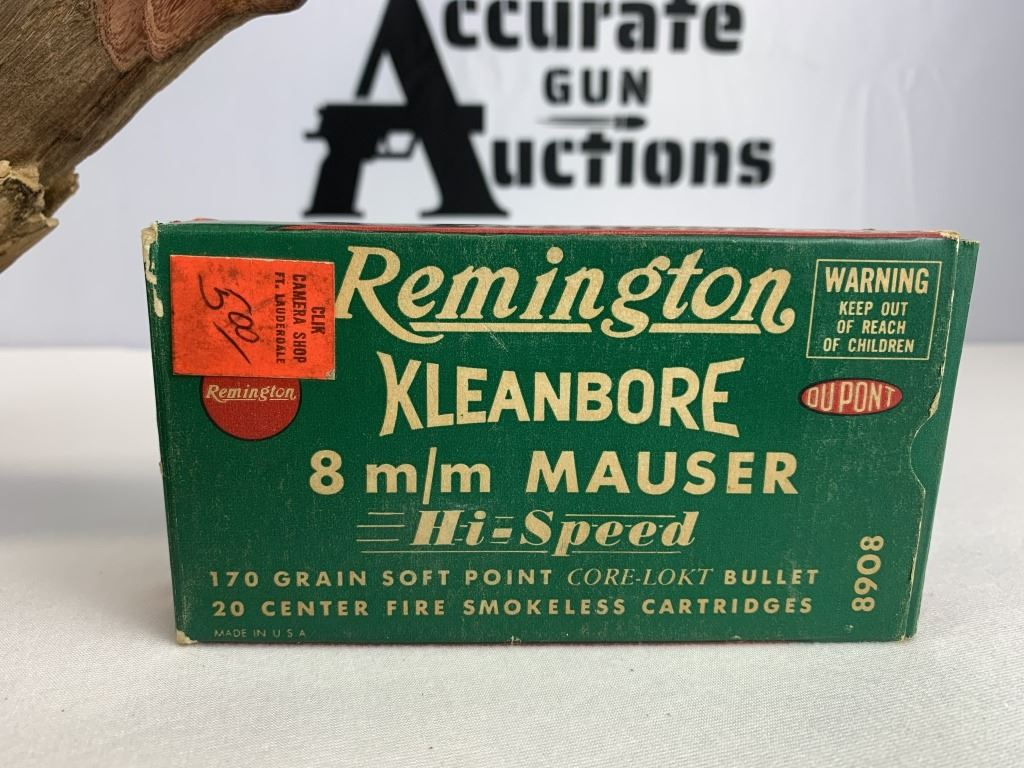 Accurate
GUN
Auctions
CLIK
CAMERA SHOP
FT. LAUDERDALE
5.00/
Remington
WARNING
KEEP OUT
OF REACH
OF CHILDREN
Remington
KLEANBORE
DU PONT
8 m/m MAUSER
Hi-Speed
170 GRAIN SOFT POINT CORE-LOKT BULLET
20 CENTER FIRE SMOKELESS CARTRIDGES
8908
MADE IN U S A